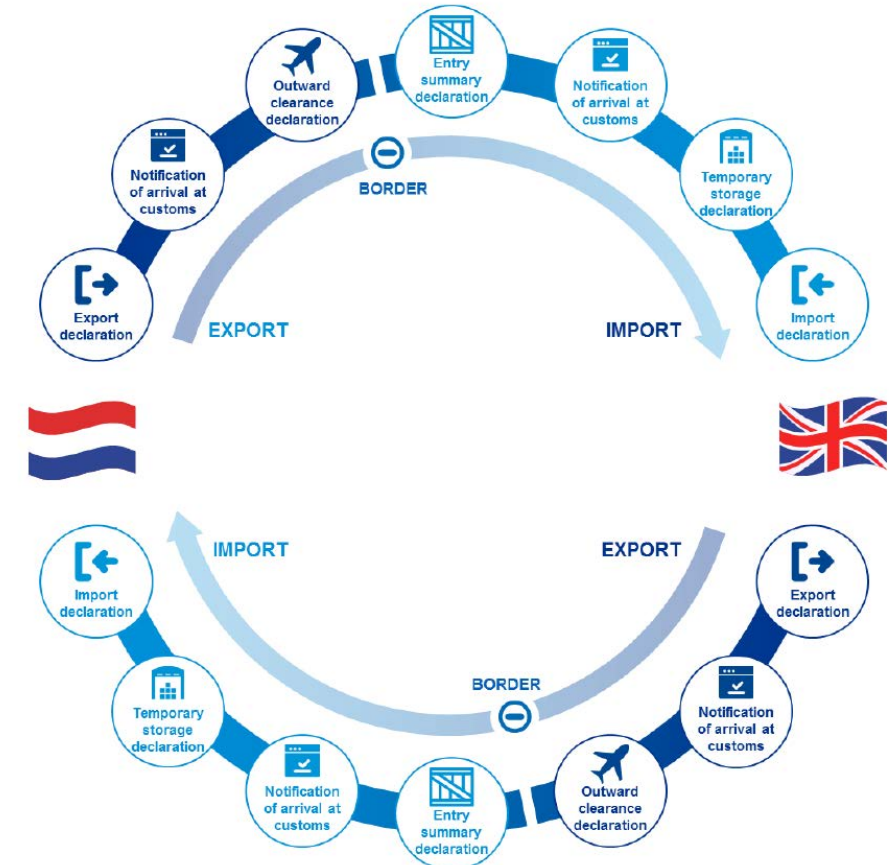 Export
declaration
Notification
of arrival at
customs
Outward
clearance
declaration
Entry
summary
declaration
Notification
of arrival at
customs
Temporary
storage
declaration
Import
declaration
BORDER
EXPORT
IMPORT
IMPORT
EXPORT
BORDER
Export
declaration
Notification
of arrival at
customs
Outward
clearance
declaration
Entry
summary
declaration
Notification
of arrival at
customs
Temporary
storage
declaration
Import
declaration